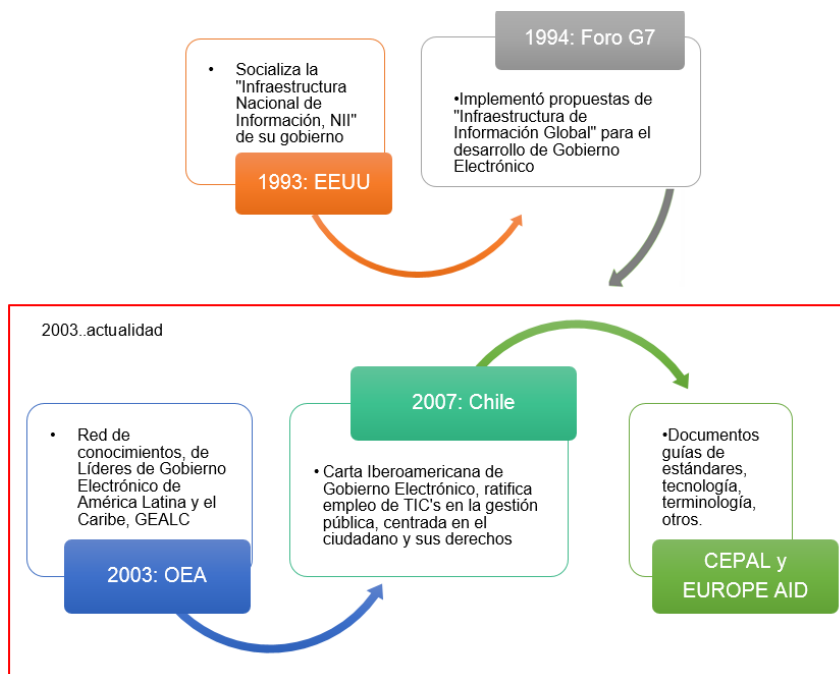 • Socializa la
"Infraestructura
Nacional de
Información, NII"
de su gobierno
1993: EEUU
1994: Foro G7
•Implementó propuestas de
"Infraestructura de
Información Global" para el
desarrollo de Gobierno
Electrónico
2003..actualidad
• Red de
conocimientos, de
Líderes de Gobierno
Electrónico de
América Latina y el
Caribe, GEALC
2003: OEA
2007: Chile
• Carta Iberoamericana de
Gobierno Electrónico, ratifica
empleo de TIC's en la gestión
pública, centrada en el
ciudadano y sus derechos
•Documentos
guías de
estándares,
tecnología,
terminología,
otros.
CEPAL y
EUROPE AID